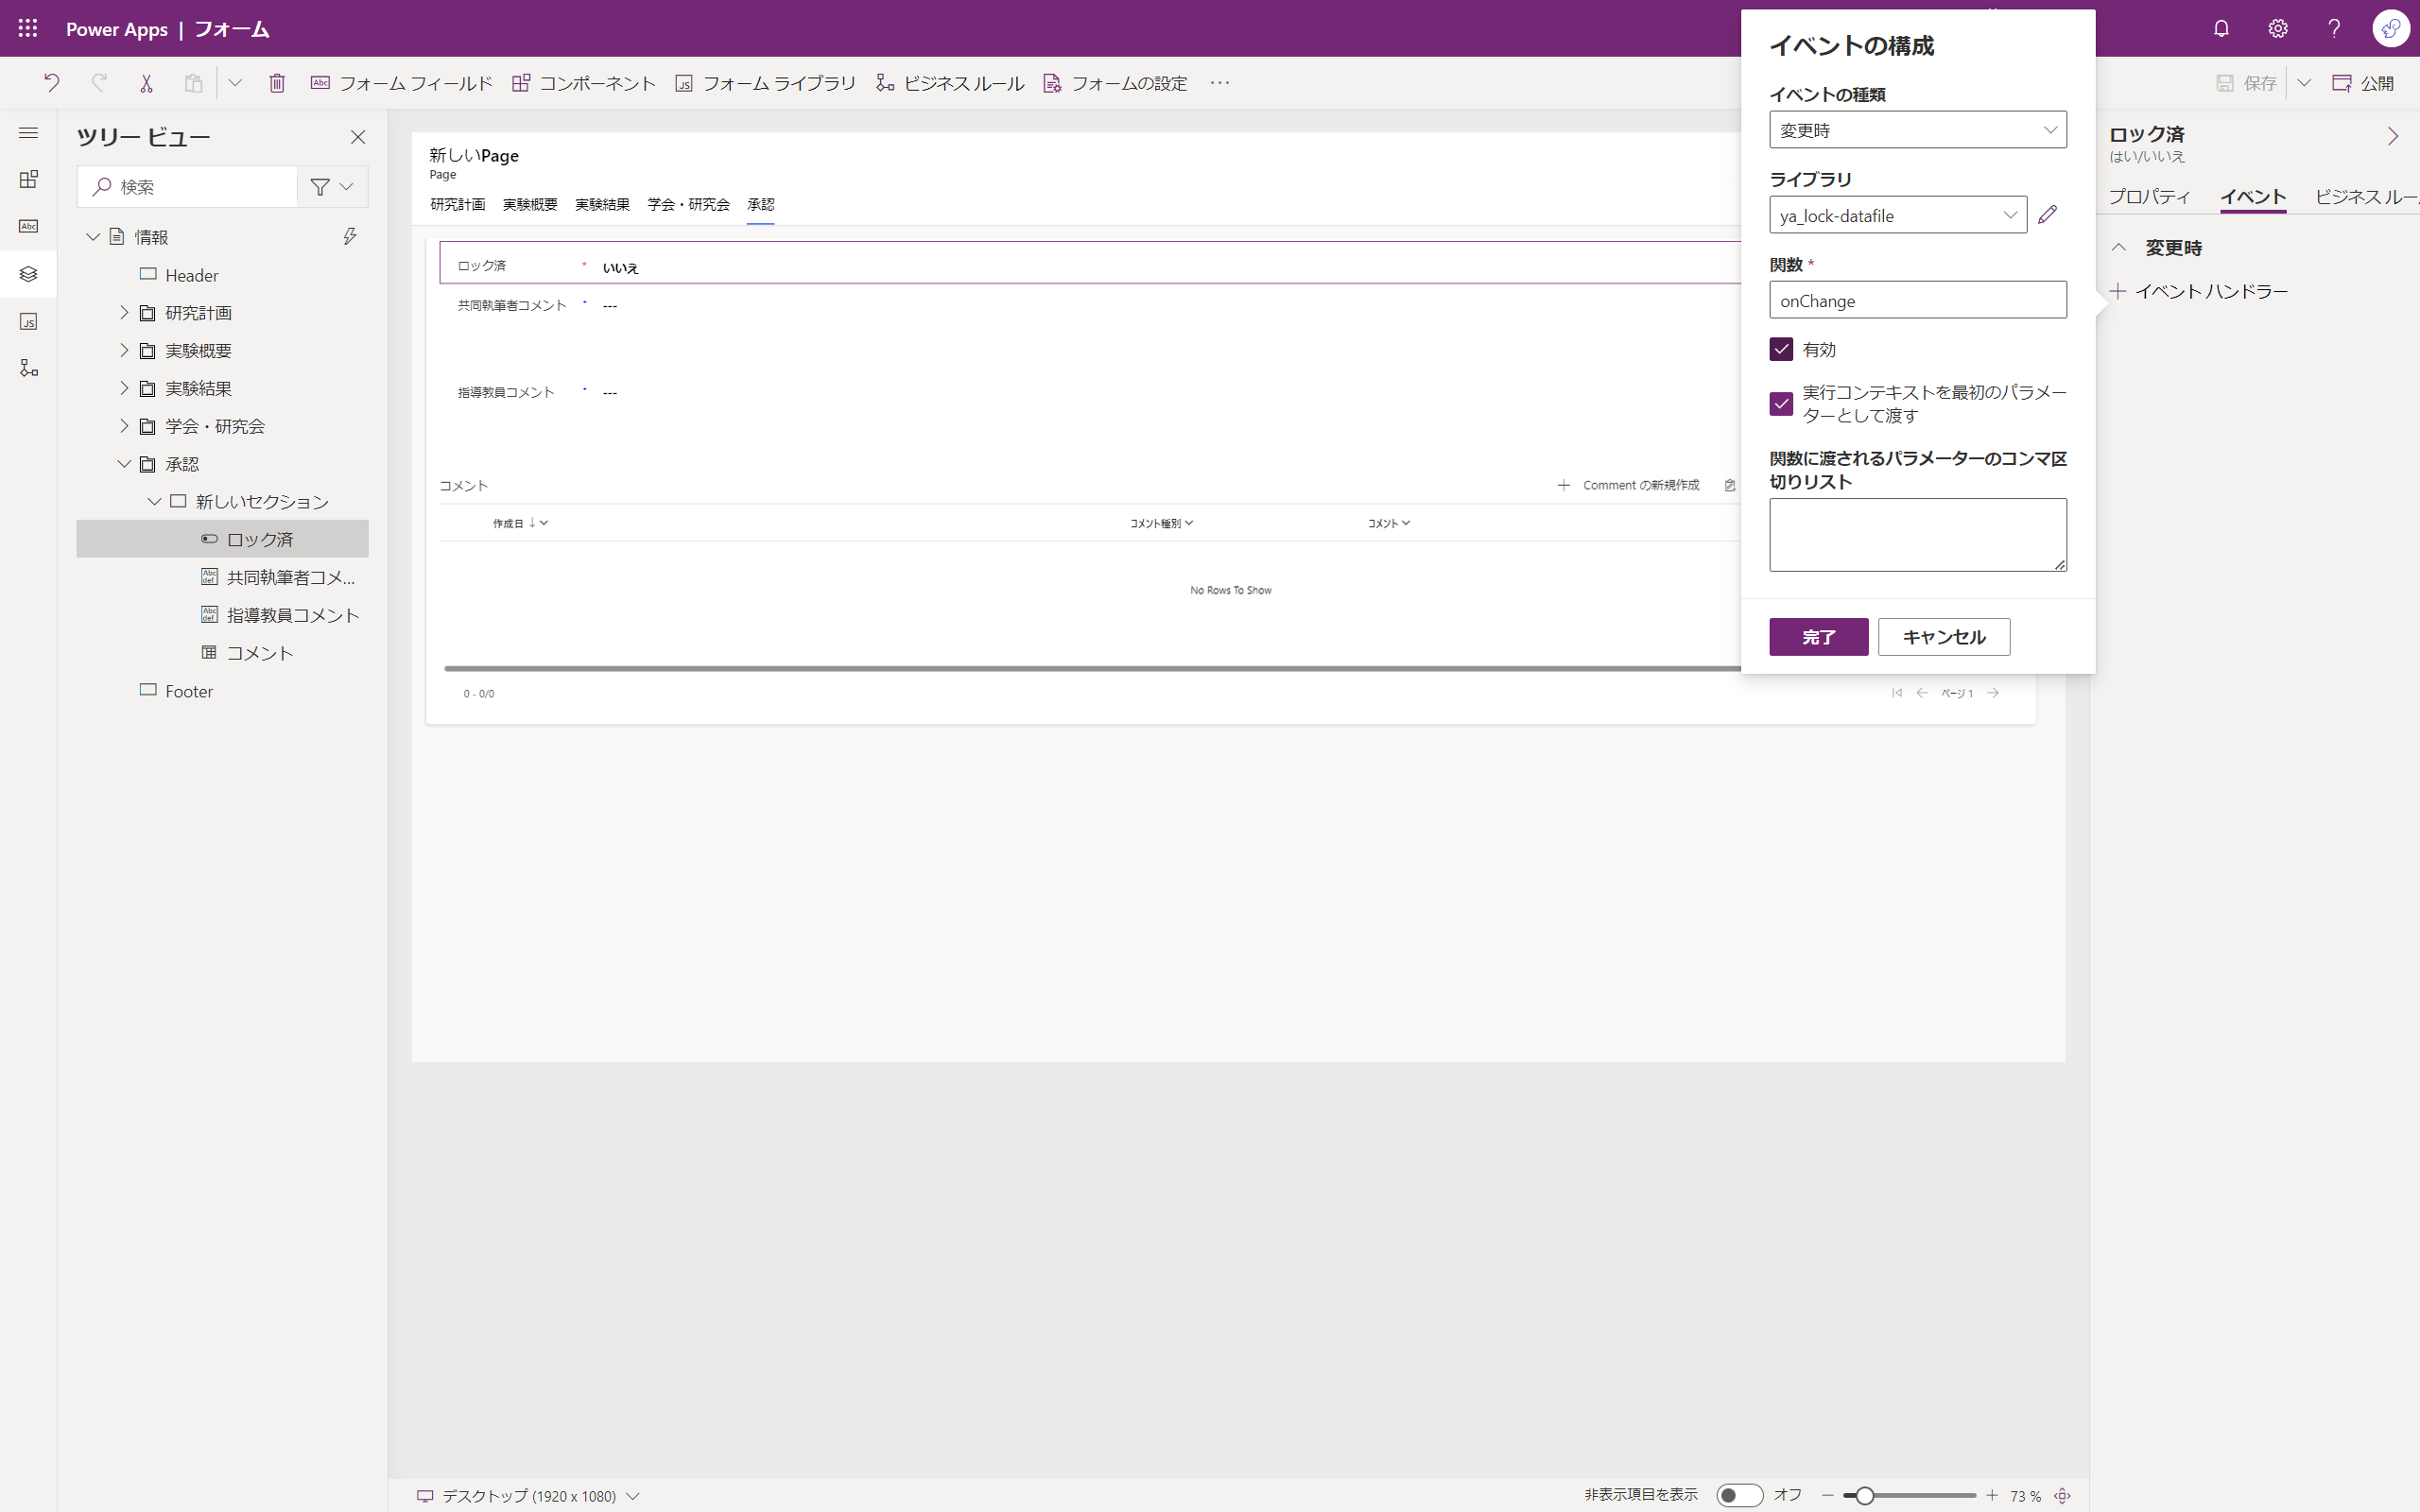 Power Apps | フォーム
フォーム フィールド
コンポーネント
フォーム ライブラリ
ビジネス ルール
フォームの設定
保存
公開
ツリー ビュー
検索
情報
Header
研究計画
実験概要
実験結果
学会・研究会
承認
新しいセクション
ロック済
共同執筆者コメ...
指導教員コメント
コメント
Footer
新しいPage
Page
研究計画 実験概要 実験結果 学会・研究会 承認
ロック済 * いいえ
共同執筆者コメント ---
指導教員コメント ---
コメント
Comment の新規作成
作成日 コメント種別 コメント
No Rows To Show
0 - 0/0
ページ 1
イベントの構成
イベントの種類
変更時
ライブラリ
ya_lock-datafile
関数 *
onChange
有効
実行コンテキストを最初のパラメー
ターとして渡す
関数に渡されるパラメーターのコンマ区
切りリスト
完了 キャンセル
ロック済
はい/いいえ
プロパティ イベント ビジネス ルー
変更時
イベント ハンドラー
デスクトップ (1920 x 1080)
非表示項目を表示 オフ
73 %